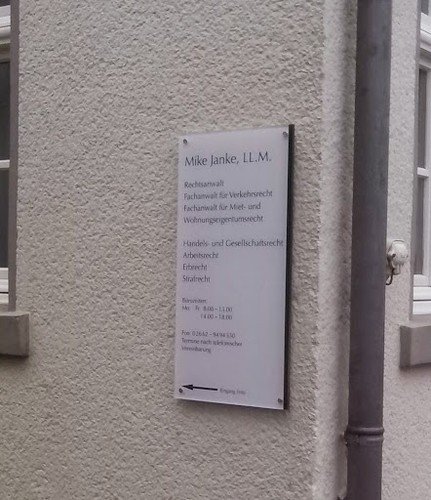 Mike Janke, LL.M.
Rechtsanwalt
Fachanwalt für Verkehrsrecht
Fachanwalt für Miet- und
Wohnungseigentumsrecht
Handels- und Gesellschaftsrecht
Arbeitsrecht
Erbrecht
Strafrecht
Bürozeiten
Mo Fr 8.00 - 13.00
14.00 - 18.00
Termine nach telefonischer
Vereinbarung
Eingang